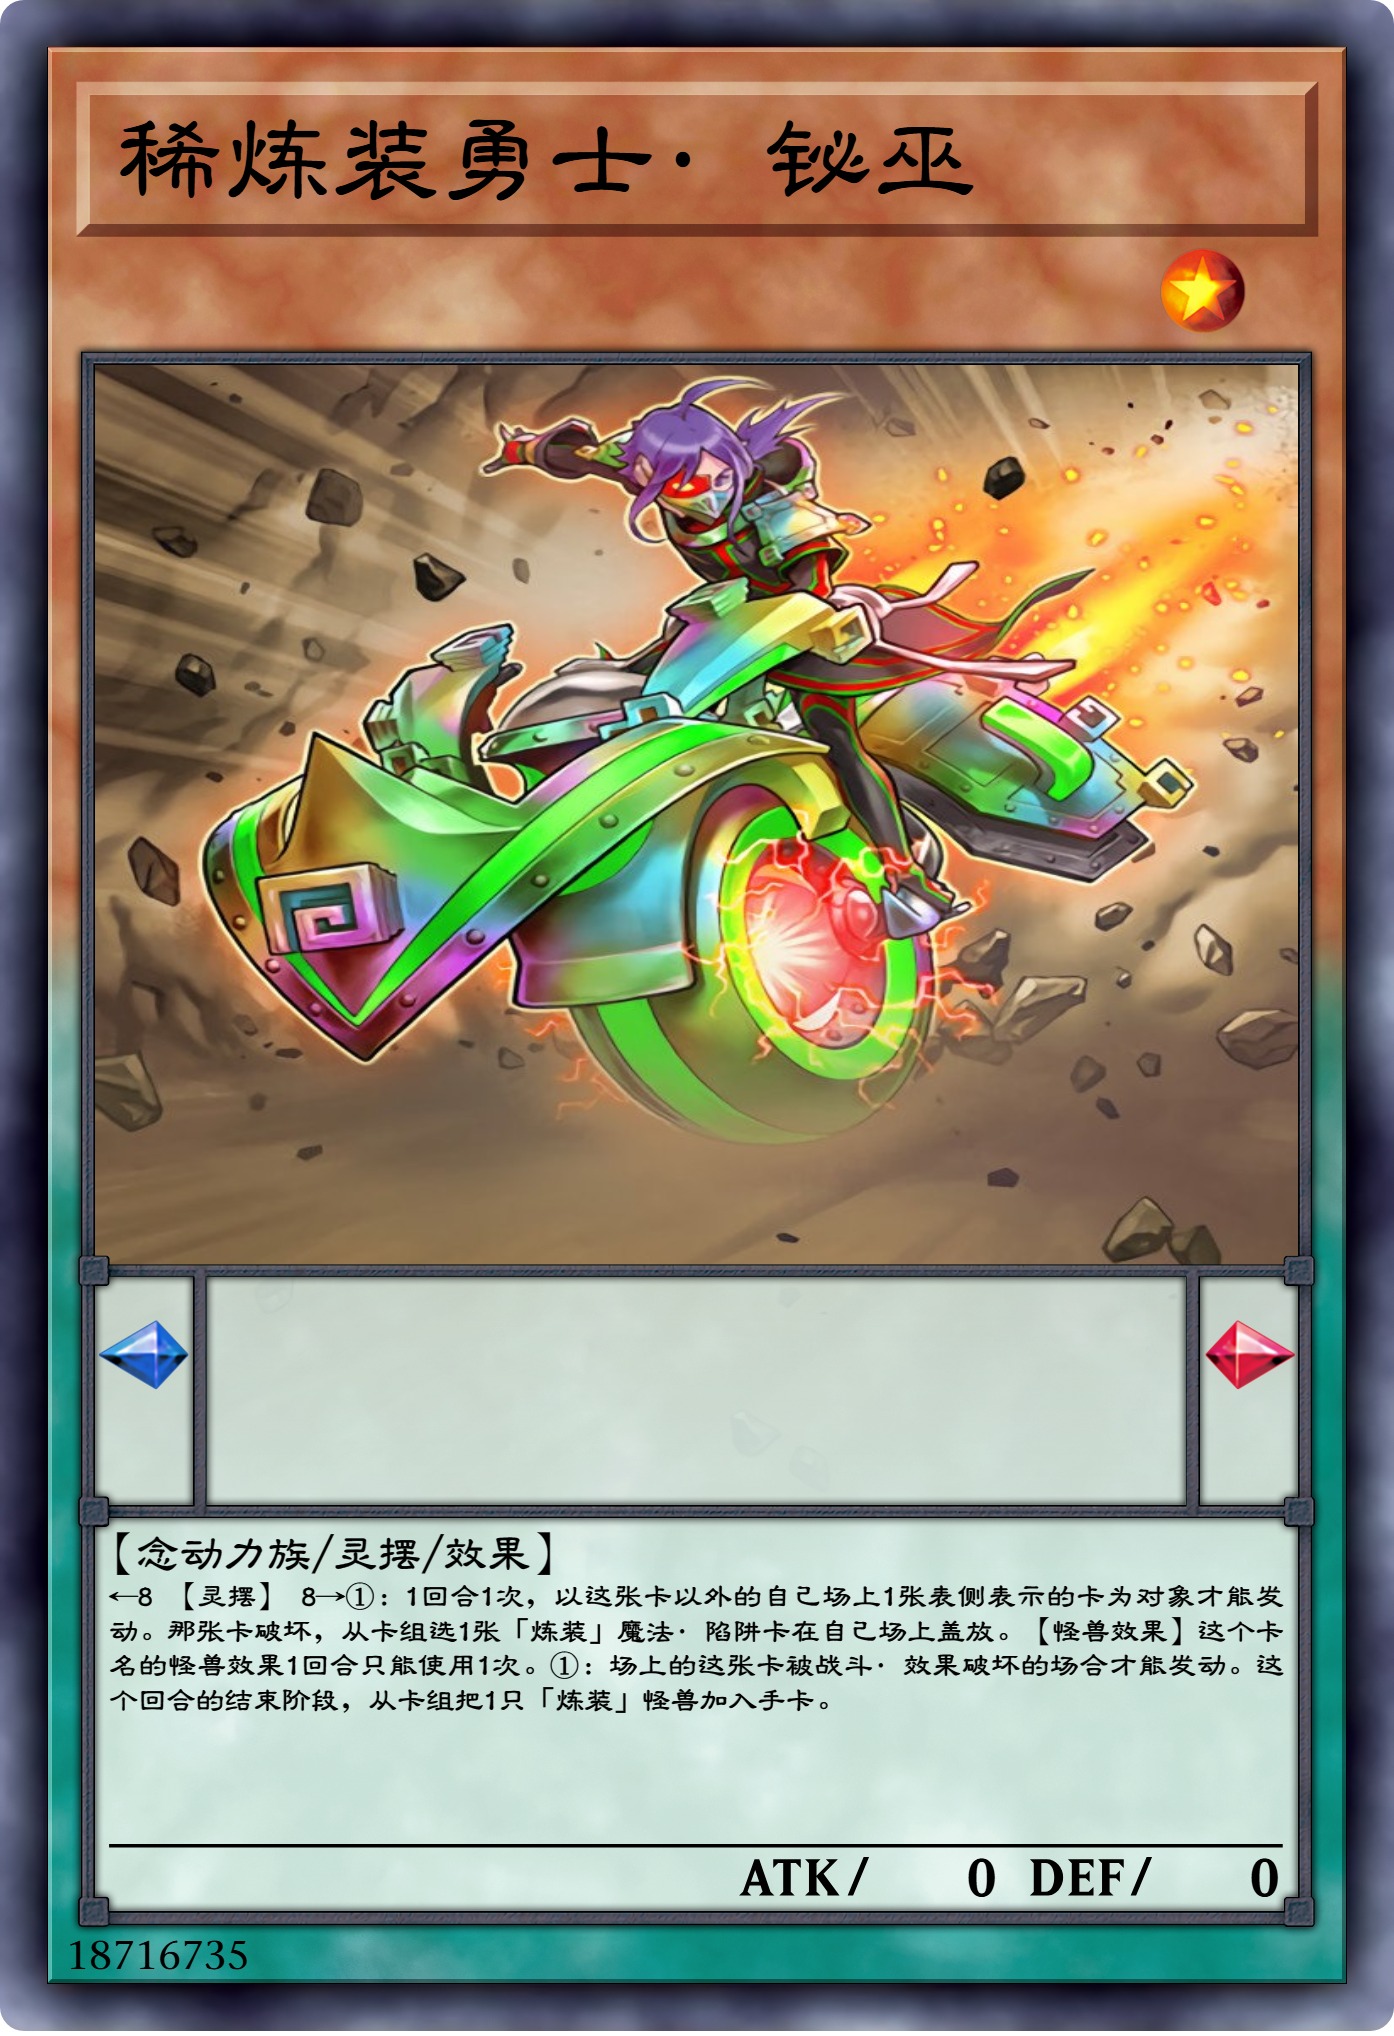 稀炼装勇士·铋巫
【念动力族/灵摆/效果】
←8 【灵摆】 8→①：1回合1次，以这张卡以外的自己场上1张表侧表示的卡为对象才能发
动。那张卡破坏，从卡组选1张「炼装」魔法·陷阱卡在自己场上盖放。【怪兽效果】这个卡
名的怪兽效果1回合只能使用1次。①：场上的这张卡被战斗·效果破坏的场合才能发动。这
个回合的结束阶段，从卡组把1只「炼装」怪兽加入手卡。
ATK/ 0 DEF/ 0
18716735